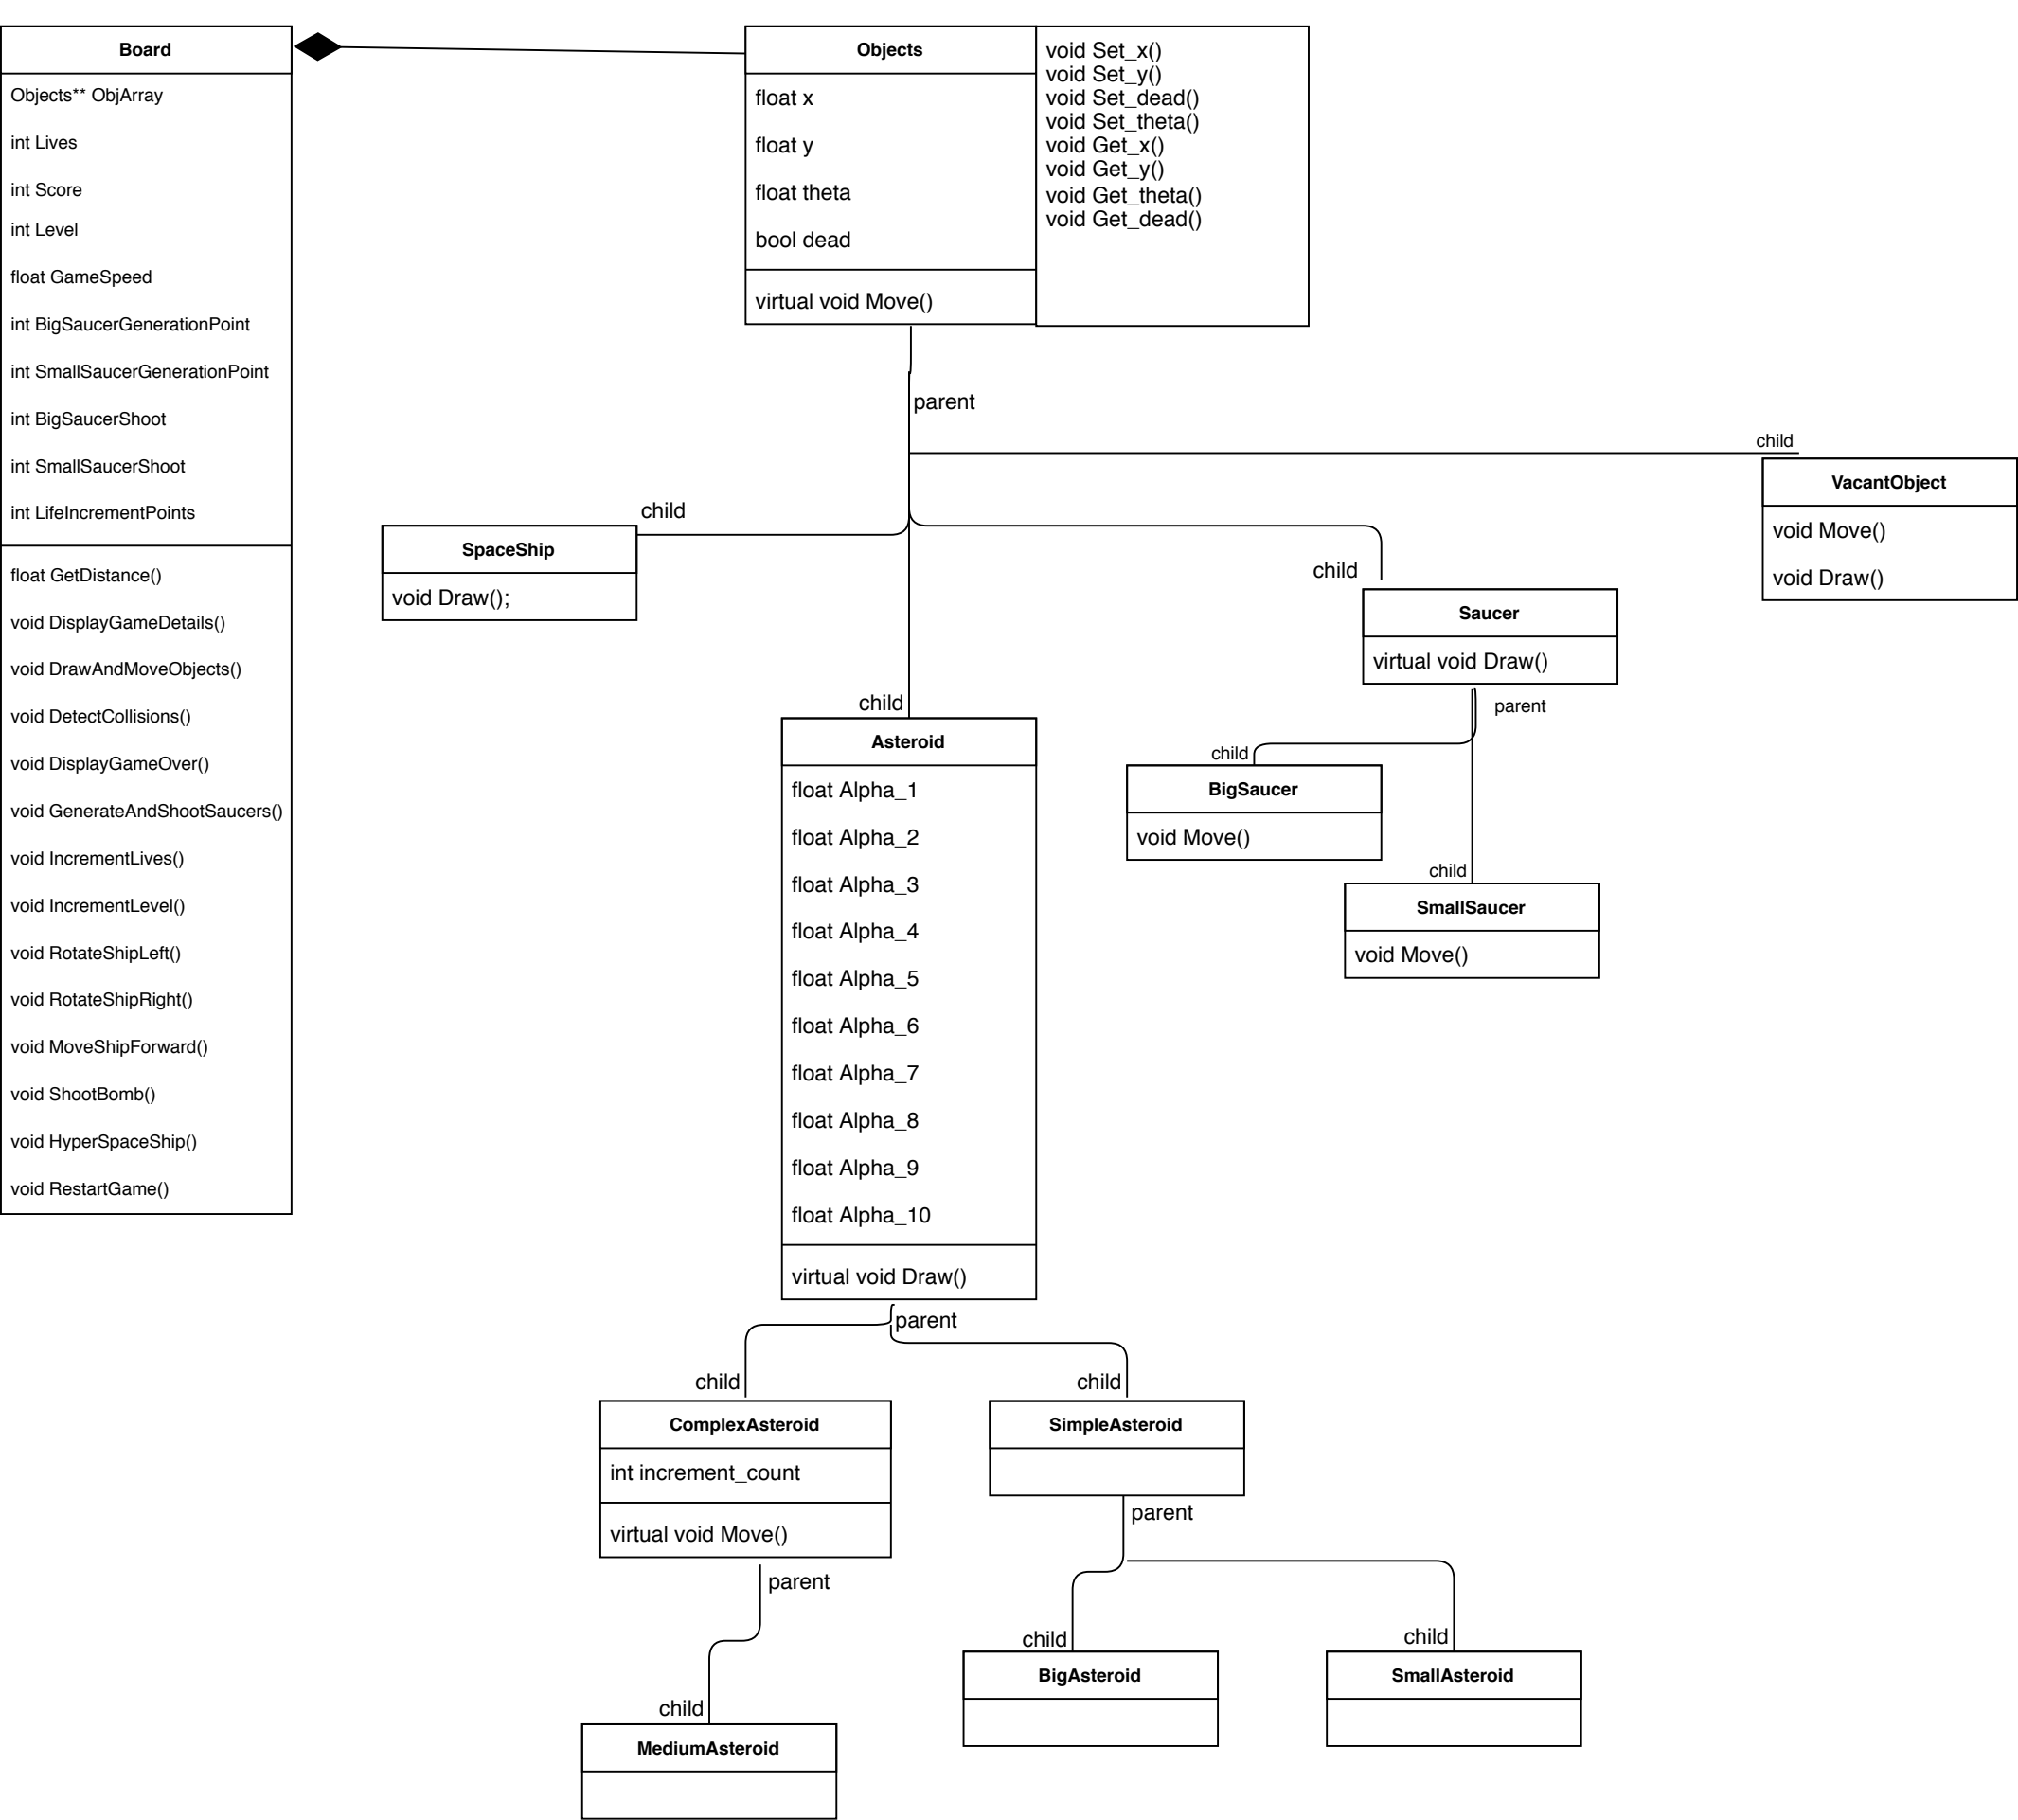 Board
Objects** ObjArray
int Lives
int Score
int Level
float GameSpeed
int BigSaucerGenerationPoint
int SmallSaucerGenerationPoint
int BigSaucerShoot
int SmallSaucerShoot
int LifeIncrementPoints
float GetDistance()
void DisplayGameDetails()
void DrawAndMoveObjects()
void DetectCollisions()
void DisplayGameOver()
void GenerateAndShootSaucers()
void IncrementLives()
void IncrementLevel()
void RotateShipLeft()
void RotateShipRight()
void MoveShipForward()
void ShootBomb()
void HyperSpaceShip()
void RestartGame()
Objects
float x
float y
float theta
bool dead
virtual void Move()
void Set_x()
void Set_y()
void Set_dead()
void Set_theta()
void Get_x()
void Get_y()
void Get_theta()
void Get_dead()
parent
child
VacantObject
void Move()
void Draw()
child
SpaceShip
void Draw();
child
Saucer
virtual void Draw()
parent
child
BigSaucer
void Move()
child
SmallSaucer
void Move()
child
Asteroid
float Alpha_1
float Alpha_2
float Alpha_3
float Alpha_4
float Alpha_5
float Alpha_6
float Alpha_7
float Alpha_8
float Alpha_9
float Alpha_10
virtual void Draw()
parent
child
ComplexAsteroid
int increment_count
virtual void Move()
parent
child
MediumAsteroid
child
SimpleAsteroid
parent
child
BigAsteroid
child
SmallAsteroid